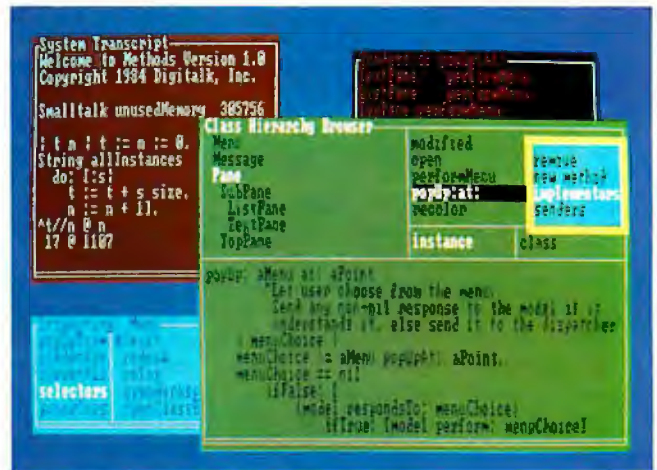 System Transcript
Welcome to Methods Version 1.0
Copyright 1984 Digitalk, Inc.
Smalltalk unusedMemory 305756
| t n | t := n := 0.
String allInstances
do: [:s|
t := t + s size.
n := n + 1].
^t//n @ n
17 @ 1107
Class Hierarchy Browser
Menu
Message
Pane
SubPane
ListPane
TextPane
TopPane
modified
open
performMenu
popUp:at:
recolor
instance
class
remove
new method
implementors
senders
popUp: aMenu at: aPoint
"Let user choose from the menu.
Send any non-nil response to the model if it
understands it, else send it to the dispatcher
| menuChoice |
menuChoice := aMenu popUpAt: aPoint.
menuChoice == nil
ifFalse: [
(model respondsTo: menuChoice)
ifTrue: [model perform: menuChoice]
selectors